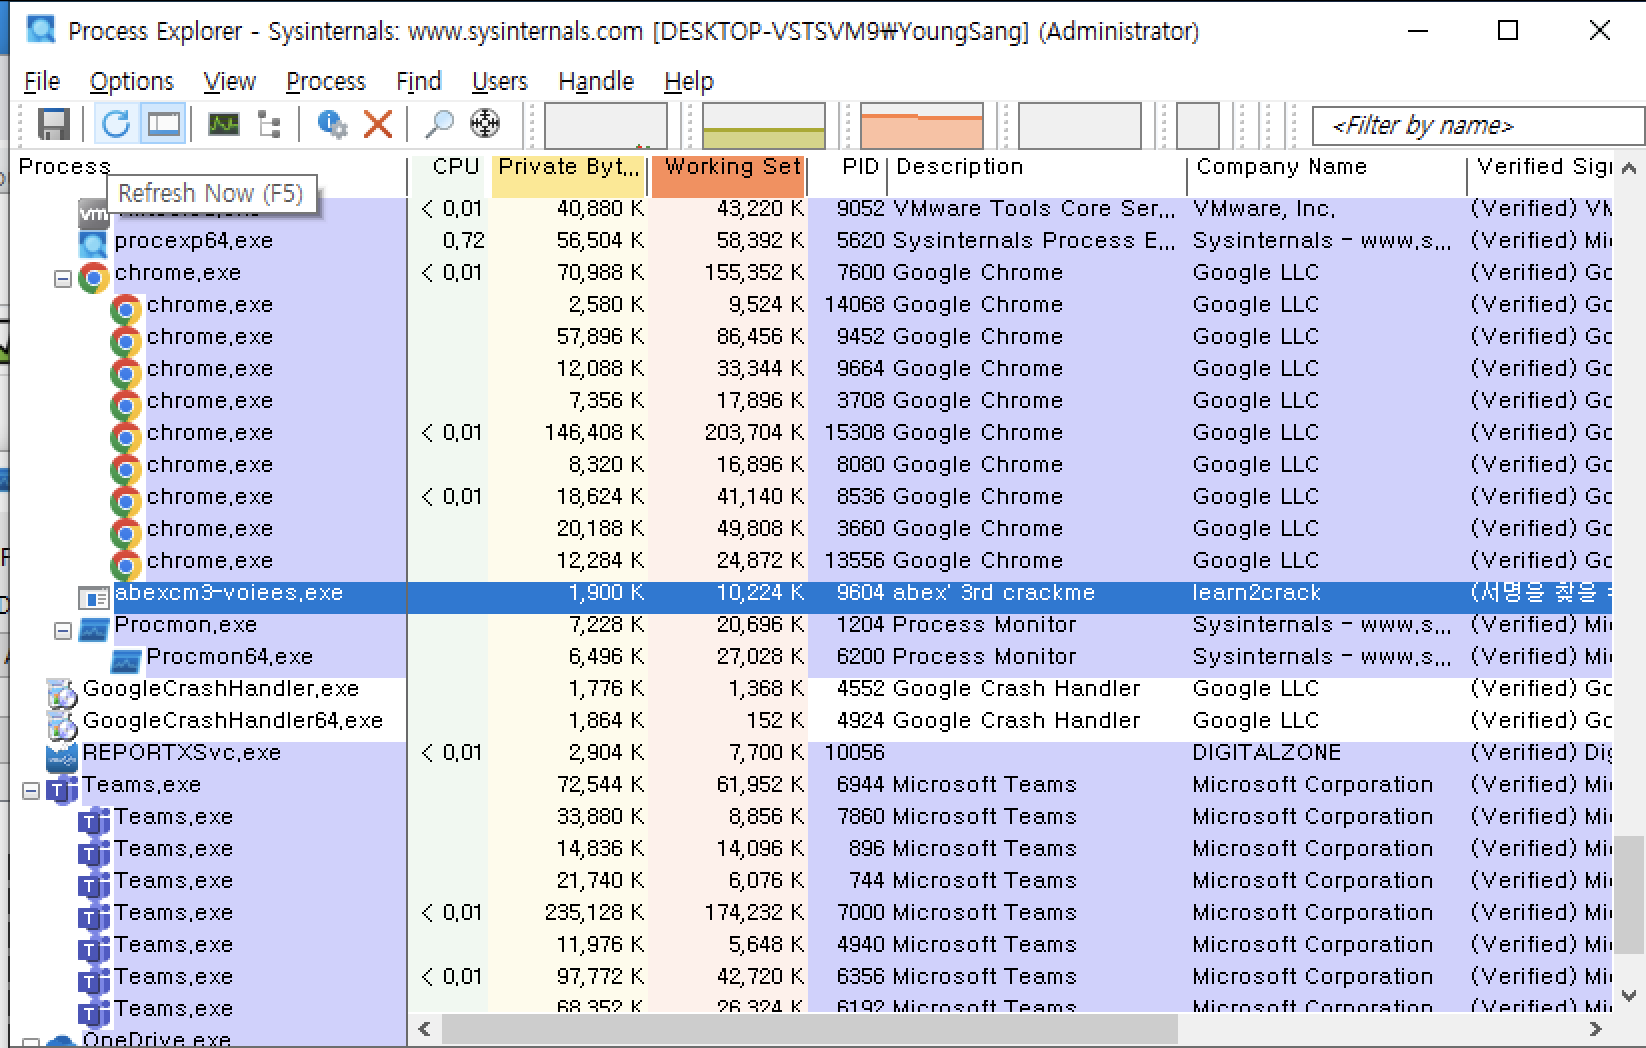 Process Explorer - Sysinternals: www.sysinternals.com [DESKTOP-VSTSVM9₩YoungSang] (Administrator)
File Options View Process Find Users Handle Help
<Filter by name>
Process CPU Private Byt... Working Set PID Description Company Name Verified Sig
Refresh Now (F5)
vm < 0,01 40,880 K 43,220 K 9052 VMware Tools Core Ser... VMware, Inc, (Verified) VM
procexp64,exe 0,72 56,504 K 58,392 K 5620 Sysinternals Process E... Sysinternals - www,s... (Verified) Mi
chrome,exe < 0,01 70,988 K 155,352 K 7600 Google Chrome Google LLC (Verified) Go
chrome,exe 2,580 K 9,524 K 14068 Google Chrome Google LLC (Verified) Go
chrome,exe 57,896 K 86,456 K 9452 Google Chrome Google LLC (Verified) Go
chrome,exe 12,088 K 33,344 K 9664 Google Chrome Google LLC (Verified) Go
chrome,exe 7,356 K 17,896 K 3708 Google Chrome Google LLC (Verified) Go
chrome,exe < 0,01 146,408 K 203,704 K 15308 Google Chrome Google LLC (Verified) Go
chrome,exe 8,320 K 16,896 K 8080 Google Chrome Google LLC (Verified) Go
chrome,exe < 0,01 18,624 K 41,140 K 8536 Google Chrome Google LLC (Verified) Go
chrome,exe 20,188 K 49,808 K 3660 Google Chrome Google LLC (Verified) Go
chrome,exe 12,284 K 24,872 K 13556 Google Chrome Google LLC (Verified) Go
abexcm3-voiees,exe 1,900 K 10,224 K 9604 abex' 3rd crackme learn2crack (서명을 찾을
Procmon,exe 7,228 K 20,696 K 1204 Process Monitor Sysinternals - www,s... (Verified) Mi
Procmon64,exe 6,496 K 27,028 K 6200 Process Monitor Sysinternals - www,s... (Verified) Mi
GoogleCrashHandler,exe 1,776 K 1,368 K 4552 Google Crash Handler Google LLC (Verified) Go
GoogleCrashHandler64,exe 1,864 K 152 K 4924 Google Crash Handler Google LLC (Verified) Go
REPORTXSvc,exe < 0,01 2,904 K 7,700 K 10056 DIGITALZONE (Verified) Dig
Teams,exe 72,544 K 61,952 K 6944 Microsoft Teams Microsoft Corporation (Verified) Mi
Teams,exe 33,880 K 8,856 K 7860 Microsoft Teams Microsoft Corporation (Verified) Mi
Teams,exe 14,836 K 14,096 K 896 Microsoft Teams Microsoft Corporation (Verified) Mi
Teams,exe 21,740 K 6,076 K 744 Microsoft Teams Microsoft Corporation (Verified) Mi
Teams,exe < 0,01 235,128 K 174,232 K 7000 Microsoft Teams Microsoft Corporation (Verified) Mi
Teams,exe 11,976 K 5,648 K 4940 Microsoft Teams Microsoft Corporation (Verified) Mi
Teams,exe < 0,01 97,772 K 42,720 K 6356 Microsoft Teams Microsoft Corporation (Verified) Mi
Teams,exe 68,352 K 26,324 K 6192 Microsoft Teams Microsoft Corporation (Verified) Mi
OneDrive,exe